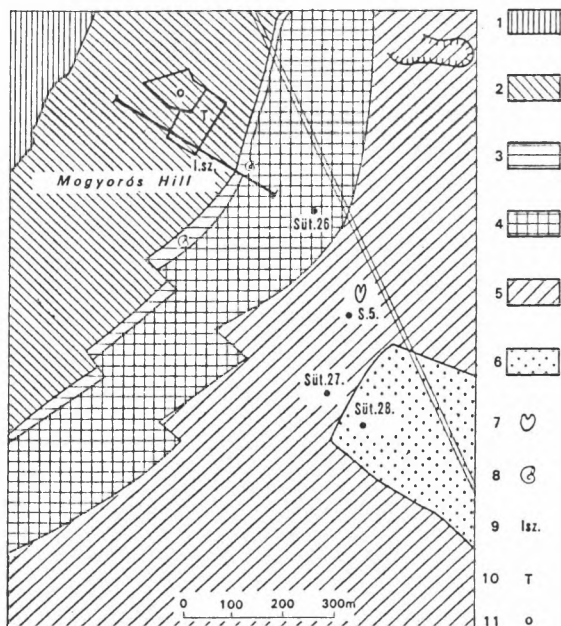 1
2
3
4
5
6
7
8
9 Isz.
10 T
11 o
o
T
I.sz.
Mogyorós Hill
Süt.26
S.5.
Süt.27.
Süt.28.
0 100 200 300m